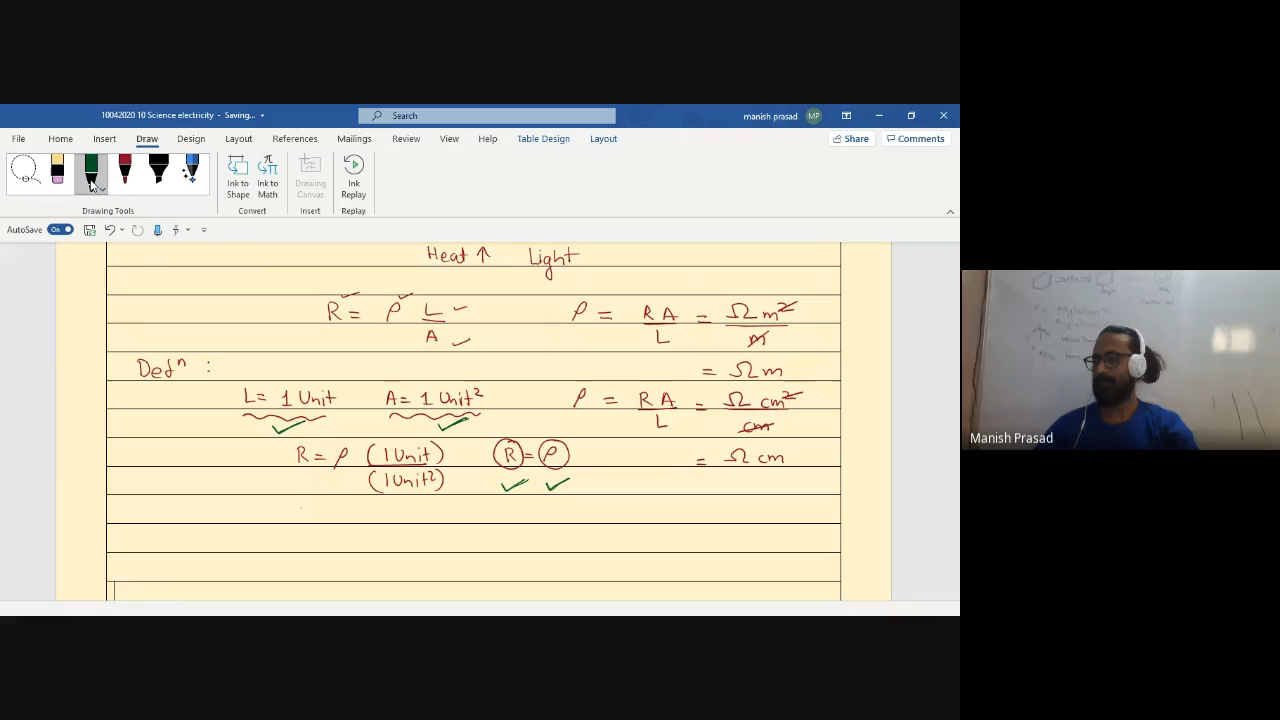 10042020 10 Science electricity - Saving...
Search
manish prasad MP
File Home Insert Draw Design Layout References Mailings Review View Help Table Design Layout Share Comments
Ink to Shape Ink to Math Drawing Canvas Ink Replay
Drawing Tools Convert Insert Replay
AutoSave On
Heat ↑ Light
R = ρ L/A ρ = RA/L = Ω m²/m
Defⁿ : = Ω m
L = 1 Unit A = 1 Unit² ρ = RA/L = Ω cm²/cm
R = ρ (1 Unit)/(1 Unit²) R = ρ = Ω cm
Manish Prasad